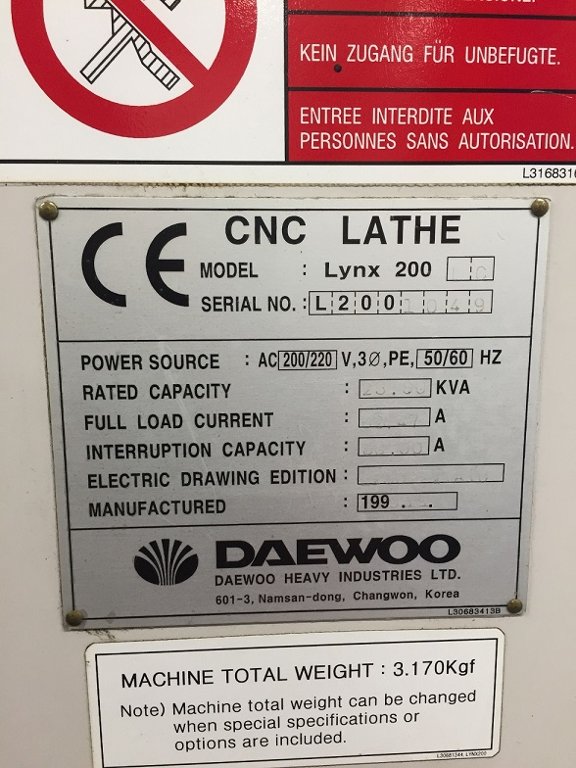 KEIN ZUGANG FÜR UNBEFUGTE.
ENTREE INTERDITE AUX
PERSONNES SANS AUTORISATION.
L3168316
CE
CNC LATHE
MODEL : Lynx 200
SERIAL NO. : L2001049
POWER SOURCE : AC 200/220 V,3Ø,PE, 50/60 HZ
RATED CAPACITY : KVA
FULL LOAD CURRENT : A
INTERRUPTION CAPACITY : A
ELECTRIC DRAWING EDITION :
MANUFACTURED : 199 . .
DAEWOO
DAEWOO HEAVY INDUSTRIES LTD.
601-3, Namsan-dong, Changwon, Korea
L30683413B
MACHINE TOTAL WEIGHT : 3.170Kgf
Note) Machine total weight can be changed
when special specifications or
options are included.